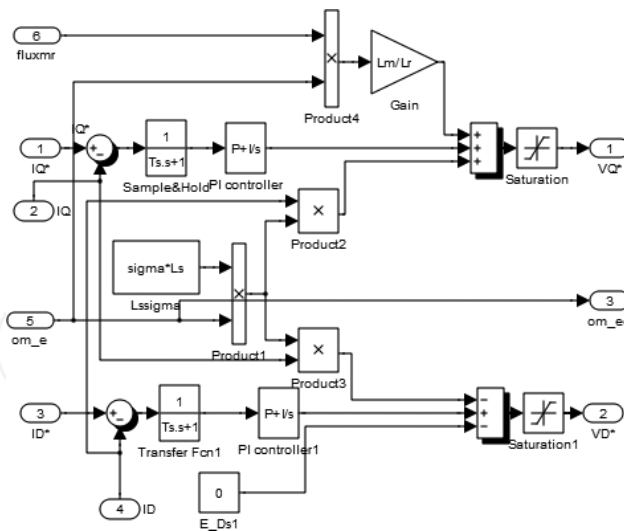 6
fluxmr
×
Product4
Lm/Lr
Gain
1
IQ*
IQ*
+
−
1
Ts.s+1
Sample&Hold
P+I/s
PI controller
+
+
+
Saturation
1
VQ*
2
IQ
×
Product2
sigma*Ls
Lssigma
×
Product1
5
om_e
3
om_e
×
Product3
3
ID*
+
−
1
Ts.s+1
Transfer Fcn1
P+I/s
PI controller1
−
+
−
Saturation1
2
VD*
4
ID
0
E_Ds1